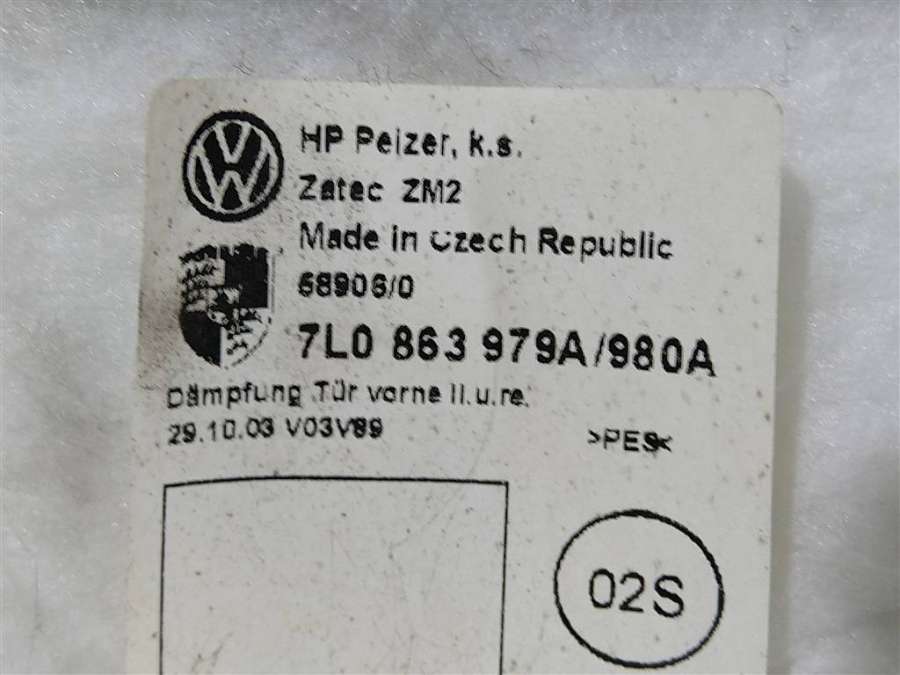 HP Pelzer, k.s.
Zatec ZM2
Made in Czech Republic
68906/0
7L0 863 979A/980A
Dämpfung Tür vorne li.u.re.
29.10.03 V03V89
>PES<
02S